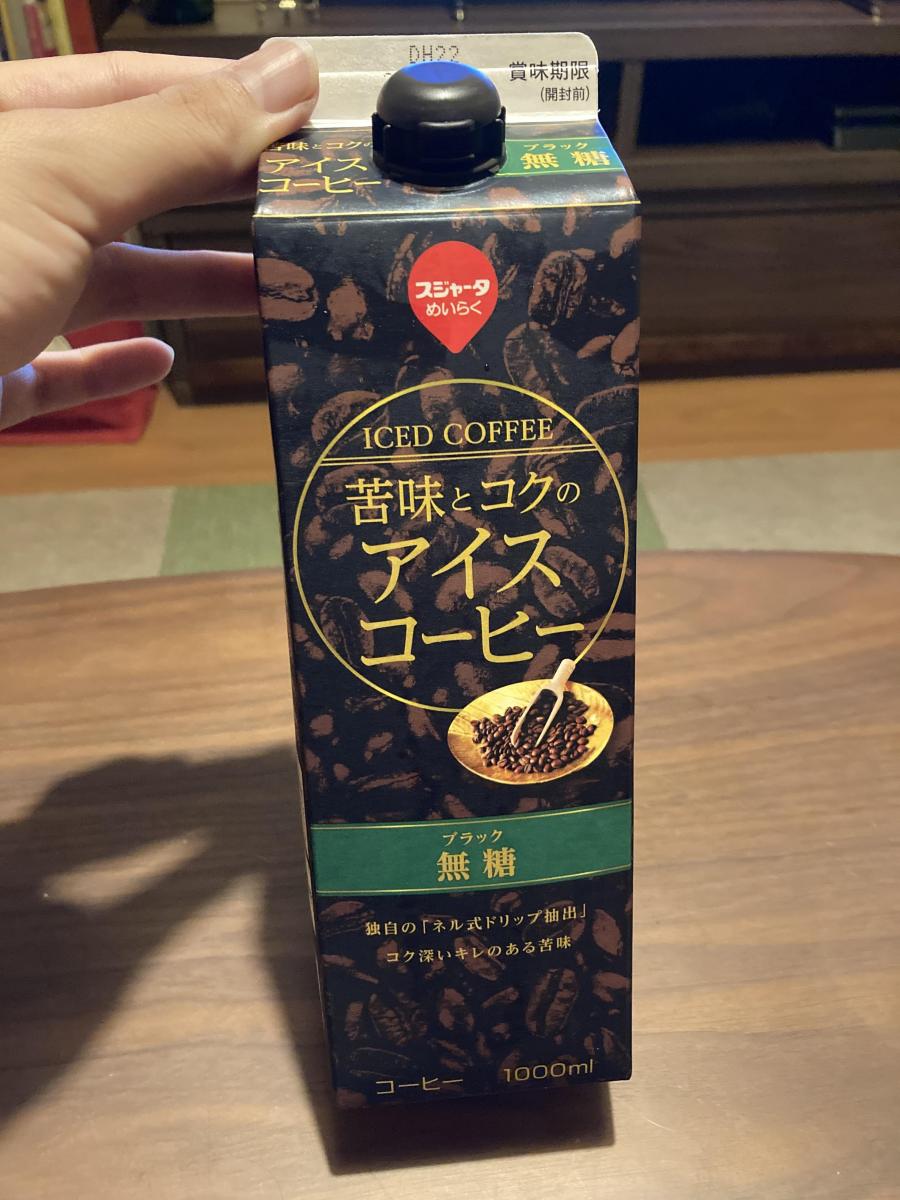 DH22
賞味期限
(開封前)
苦味とコクの
アイス
コーヒー
ブラック
無糖
スジャータ
めいらく
ICED COFFEE
苦味とコクの
アイス
コーヒー
ブラック
無糖
独自の「ネル式ドリップ抽出」
コク深いキレのある苦味
コーヒー 1000ml